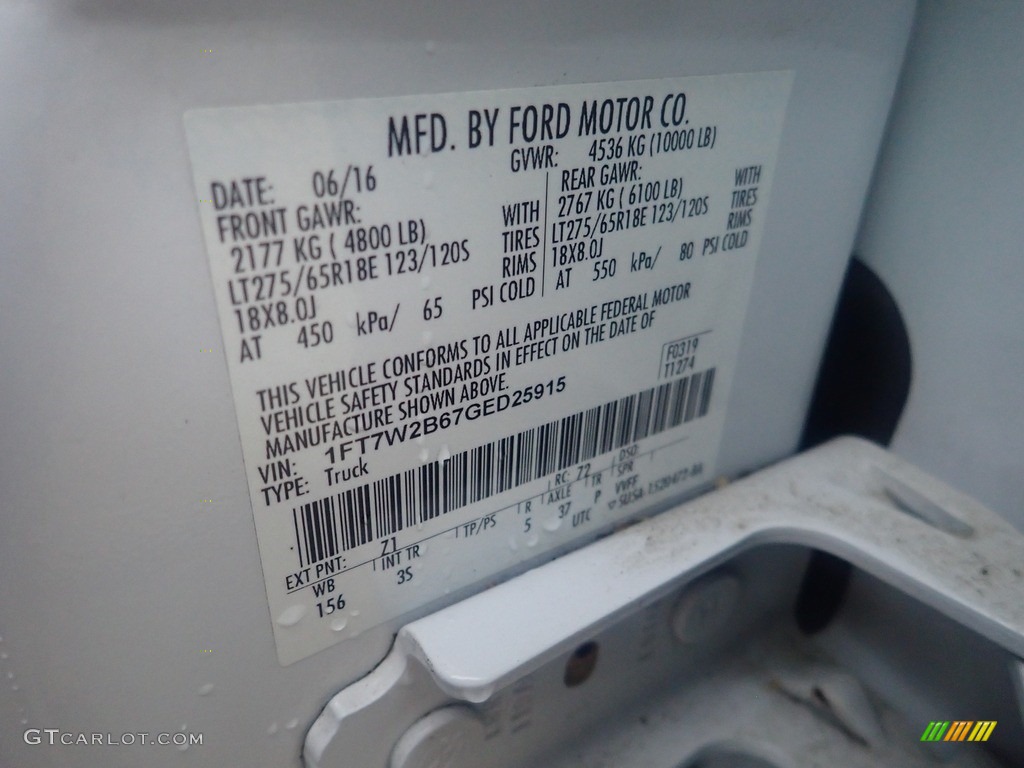 MFD. BY FORD MOTOR CO.
DATE: 06/16 GVWR: 4536 KG (10000 LB)
FRONT GAWR: REAR GAWR:
2177 KG ( 4800 LB) WITH 2767 KG ( 6100 LB) WITH
LT275/65R18E 123/120S TIRES LT275/65R18E 123/120S TIRES
18X8.0J RIMS 18X8.0J RIMS
AT 450 kPa/ 65 PSI COLD AT 550 kPa/ 80 PSI COLD
THIS VEHICLE CONFORMS TO ALL APPLICABLE FEDERAL MOTOR
VEHICLE SAFETY STANDARDS IN EFFECT ON THE DATE OF
MANUFACTURE SHOWN ABOVE.
F0319
T1274
VIN: 1FT7W2B67GED25915
TYPE: Truck
EXT PNT: Z1 RC: 72 DSO
WB INT TR TP/PS R AXLE TR SPR
156 3S 5 37 P VVFF
UTC
GTCARLOT.COM